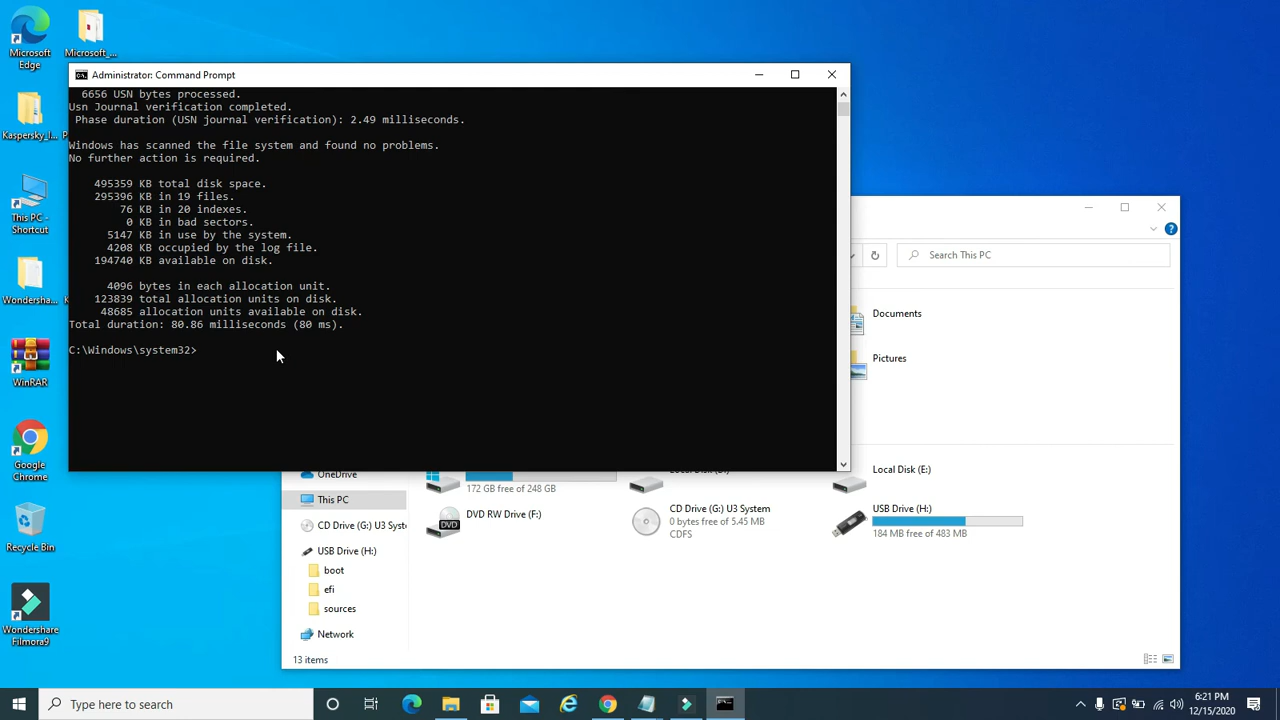 Microsoft Edge
Microsoft_...
Kaspersky_I...
This PC - Shortcut
Wondersha...
WinRAR
Google Chrome
Recycle Bin
Wondershare Filmora9
Administrator: Command Prompt
6656 USN bytes processed.
Usn Journal verification completed.
Phase duration (USN journal verification): 2.49 milliseconds.
Windows has scanned the file system and found no problems.
No further action is required.
495359 KB total disk space.
295396 KB in 19 files.
76 KB in 20 indexes.
0 KB in bad sectors.
5147 KB in use by the system.
4208 KB occupied by the log file.
194740 KB available on disk.
4096 bytes in each allocation unit.
123839 total allocation units on disk.
48685 allocation units available on disk.
Total duration: 80.86 milliseconds (80 ms).
C:\Windows\system32>
Search This PC
Documents
Pictures
OneDrive
This PC
CD Drive (G:) U3 Syst
USB Drive (H:)
boot
efi
sources
Network
172 GB free of 248 GB
Local Disk (E:)
DVD RW Drive (F:)
DVD
CD Drive (G:) U3 System
0 bytes free of 5.45 MB
CDFS
USB Drive (H:)
184 MB free of 483 MB
13 items
Type here to search
6:21 PM
12/15/2020